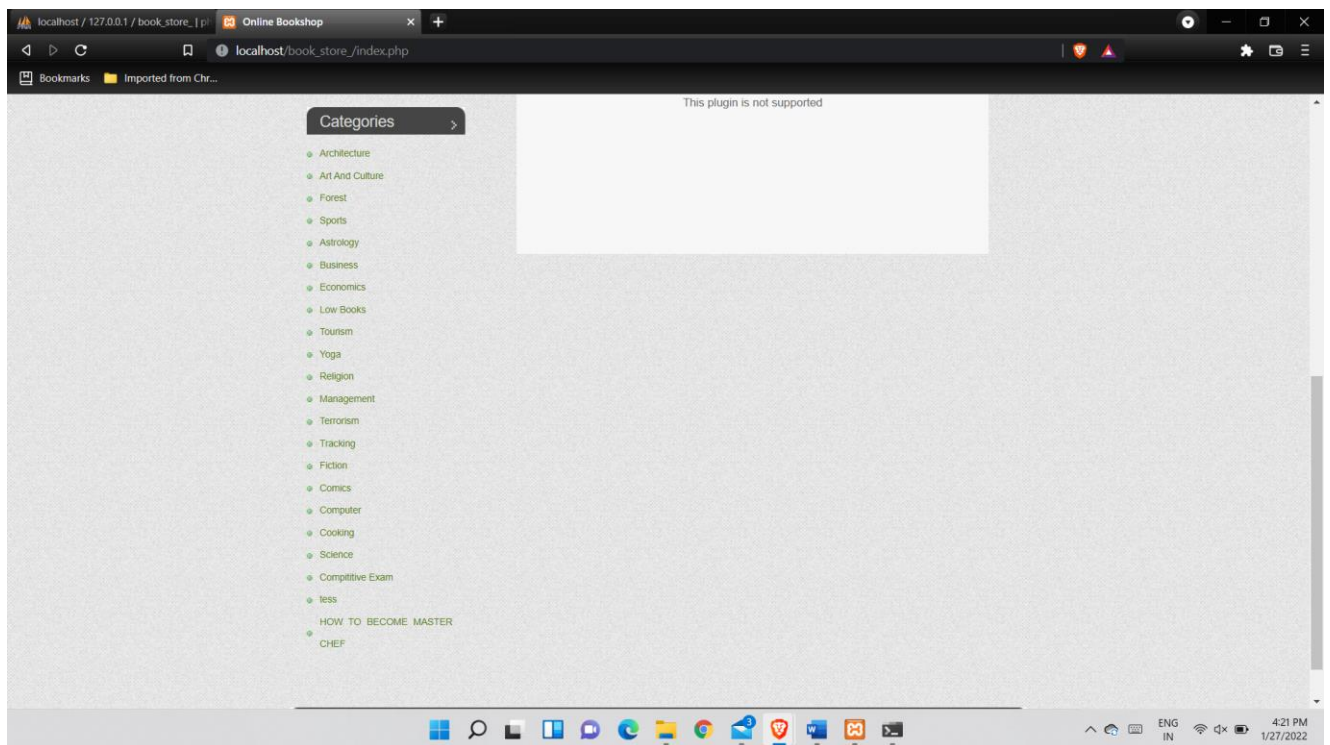 localhost / 127.0.0.1 / book_store_ | pl
Online Bookshop
localhost/book_store_/index.php
Bookmarks
Imported from Chr...
This plugin is not supported
Categories
Architecture
Art And Culture
Forest
Sports
Astrology
Business
Economics
Low Books
Tourism
Yoga
Religion
Management
Terrorism
Tracking
Fiction
Comics
Computer
Cooking
Science
Compititive Exam
tess
HOW TO BECOME MASTER
CHEF
3
ENG
IN
4:21 PM
1/27/2022